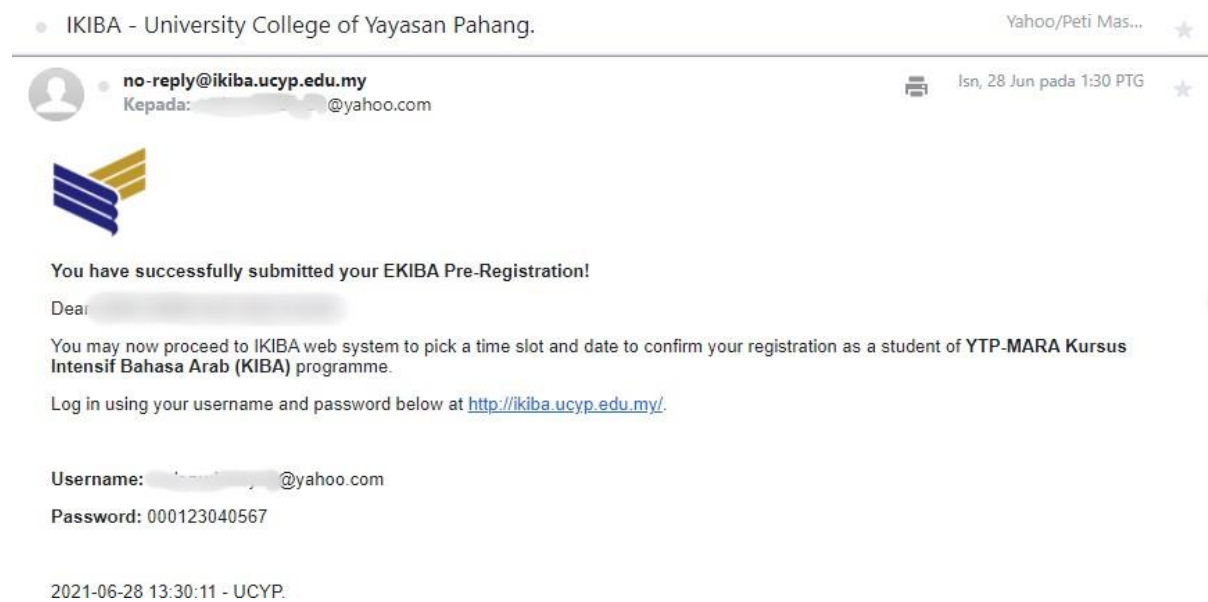 IKIBA - University College of Yayasan Pahang.
Yahoo/Peti Mas...
no-reply@ikiba.ucyp.edu.my
Isn, 28 Jun pada 1:30 PTG
Kepada: @yahoo.com
You have successfully submitted your EKIBA Pre-Registration!
Dear
You may now proceed to IKIBA web system to pick a time slot and date to confirm your registration as a student of YTP-MARA Kursus
Intensif Bahasa Arab (KIBA) programme.
Log in using your username and password below at http://ikiba.ucyp.edu.my/.
Username: @yahoo.com
Password: 000123040567
2021-06-28 13:30:11 - UCYP.